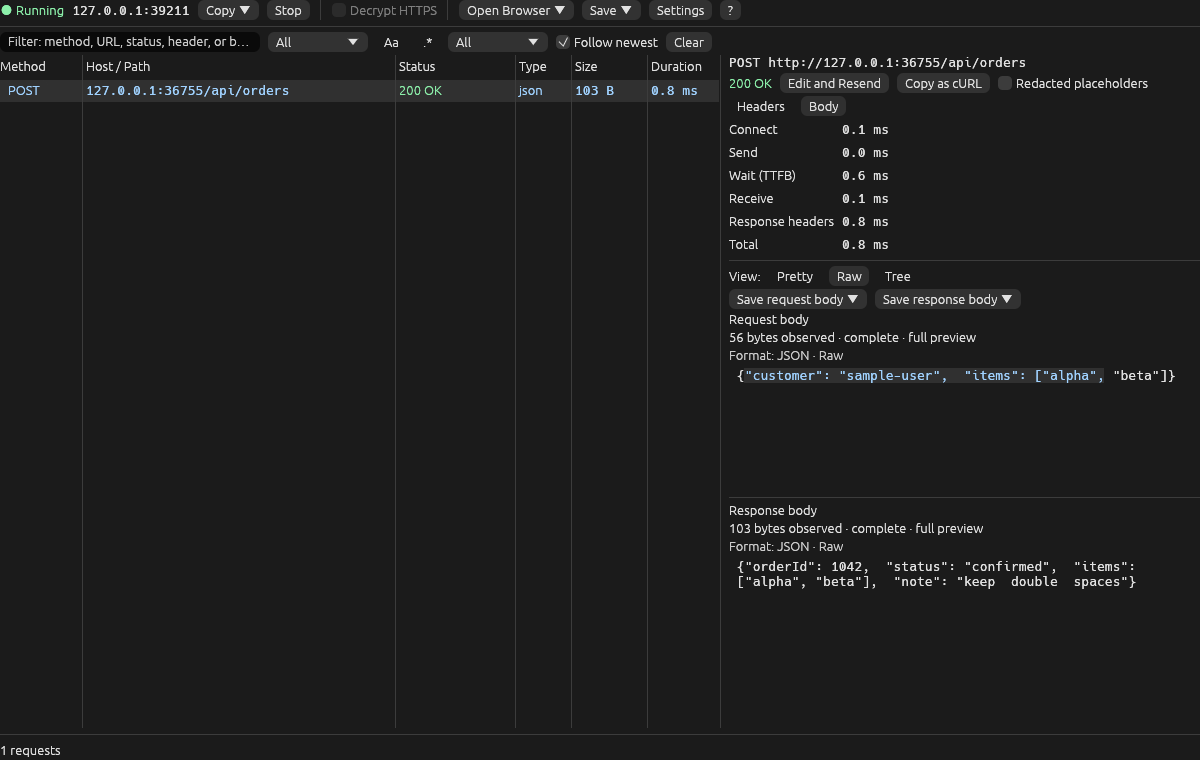 Running 127.0.0.1:39211 Copy Stop Decrypt HTTPS Open Browser Save Settings ?
Filter: method, URL, status, header, or b... All Aa .* All Follow newest Clear
Method Host / Path Status Type Size Duration
POST 127.0.0.1:36755/api/orders 200 OK json 103 B 0.8 ms
POST http://127.0.0.1:36755/api/orders
200 OK Edit and Resend Copy as cURL Redacted placeholders
Headers Body
Connect 0.1 ms
Send 0.0 ms
Wait (TTFB) 0.6 ms
Receive 0.1 ms
Response headers 0.8 ms
Total 0.8 ms
View: Pretty Raw Tree
Save request body Save response body
Request body
56 bytes observed · complete · full preview
Format: JSON · Raw
{"customer": "sample-user",  "items": ["alpha", "beta"]}
Response body
103 bytes observed · complete · full preview
Format: JSON · Raw
{"orderId": 1042,  "status": "confirmed",  "items":
["alpha", "beta"],  "note": "keep  double  spaces"}
1 requests